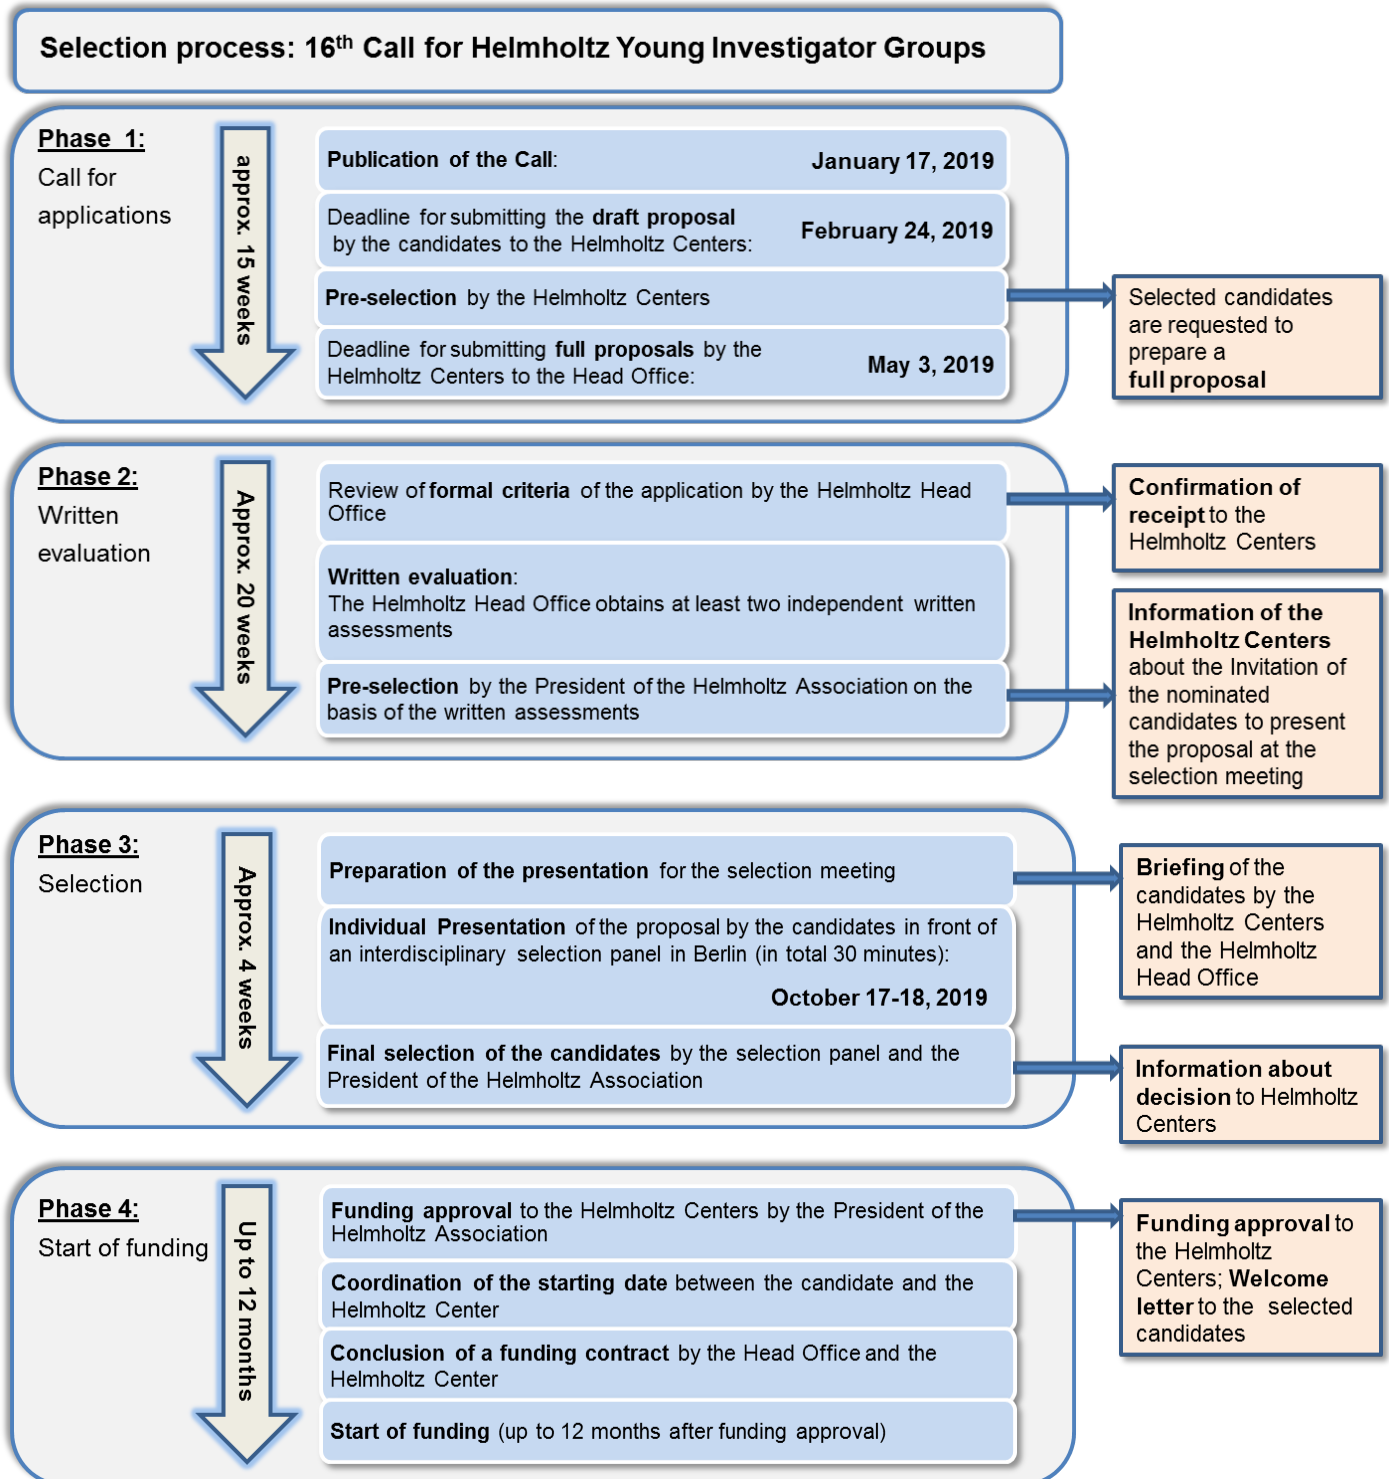 Selection process: 16th Call for Helmholtz Young Investigator Groups
Phase 1:
Call for
applications
approx. 15 weeks
Publication of the Call:
January 17, 2019
Deadline for submitting the draft proposal
by the candidates to the Helmholtz Centers:
February 24, 2019
Pre-selection by the Helmholtz Centers
Deadline for submitting full proposals by the
Helmholtz Centers to the Head Office:
May 3, 2019
Selected candidates
are requested to
prepare a
full proposal
Phase 2:
Written
evaluation
Approx. 20 weeks
Review of formal criteria of the application by the Helmholtz Head
Office
Written evaluation:
The Helmholtz Head Office obtains at least two independent written
assessments
Pre-selection by the President of the Helmholtz Association on the
basis of the written assessments
Confirmation of
receipt to the
Helmholtz Centers
Information of the
Helmholtz Centers
about the Invitation of
the nominated
candidates to present
the proposal at the
selection meeting
Phase 3:
Selection
Approx. 4 weeks
Preparation of the presentation for the selection meeting
Individual Presentation of the proposal by the candidates in front of
an interdisciplinary selection panel in Berlin (in total 30 minutes):
October 17-18, 2019
Final selection of the candidates by the selection panel and the
President of the Helmholtz Association
Briefing of the
candidates by the
Helmholtz Centers
and the Helmholtz
Head Office
Information about
decision to Helmholtz
Centers
Phase 4:
Start of funding
Up to 12 months
Funding approval to the Helmholtz Centers by the President of the
Helmholtz Association
Coordination of the starting date between the candidate and the
Helmholtz Center
Conclusion of a funding contract by the Head Office and the
Helmholtz Center
Start of funding (up to 12 months after funding approval)
Funding approval to
the Helmholtz
Centers; Welcome
letter to the selected
candidates